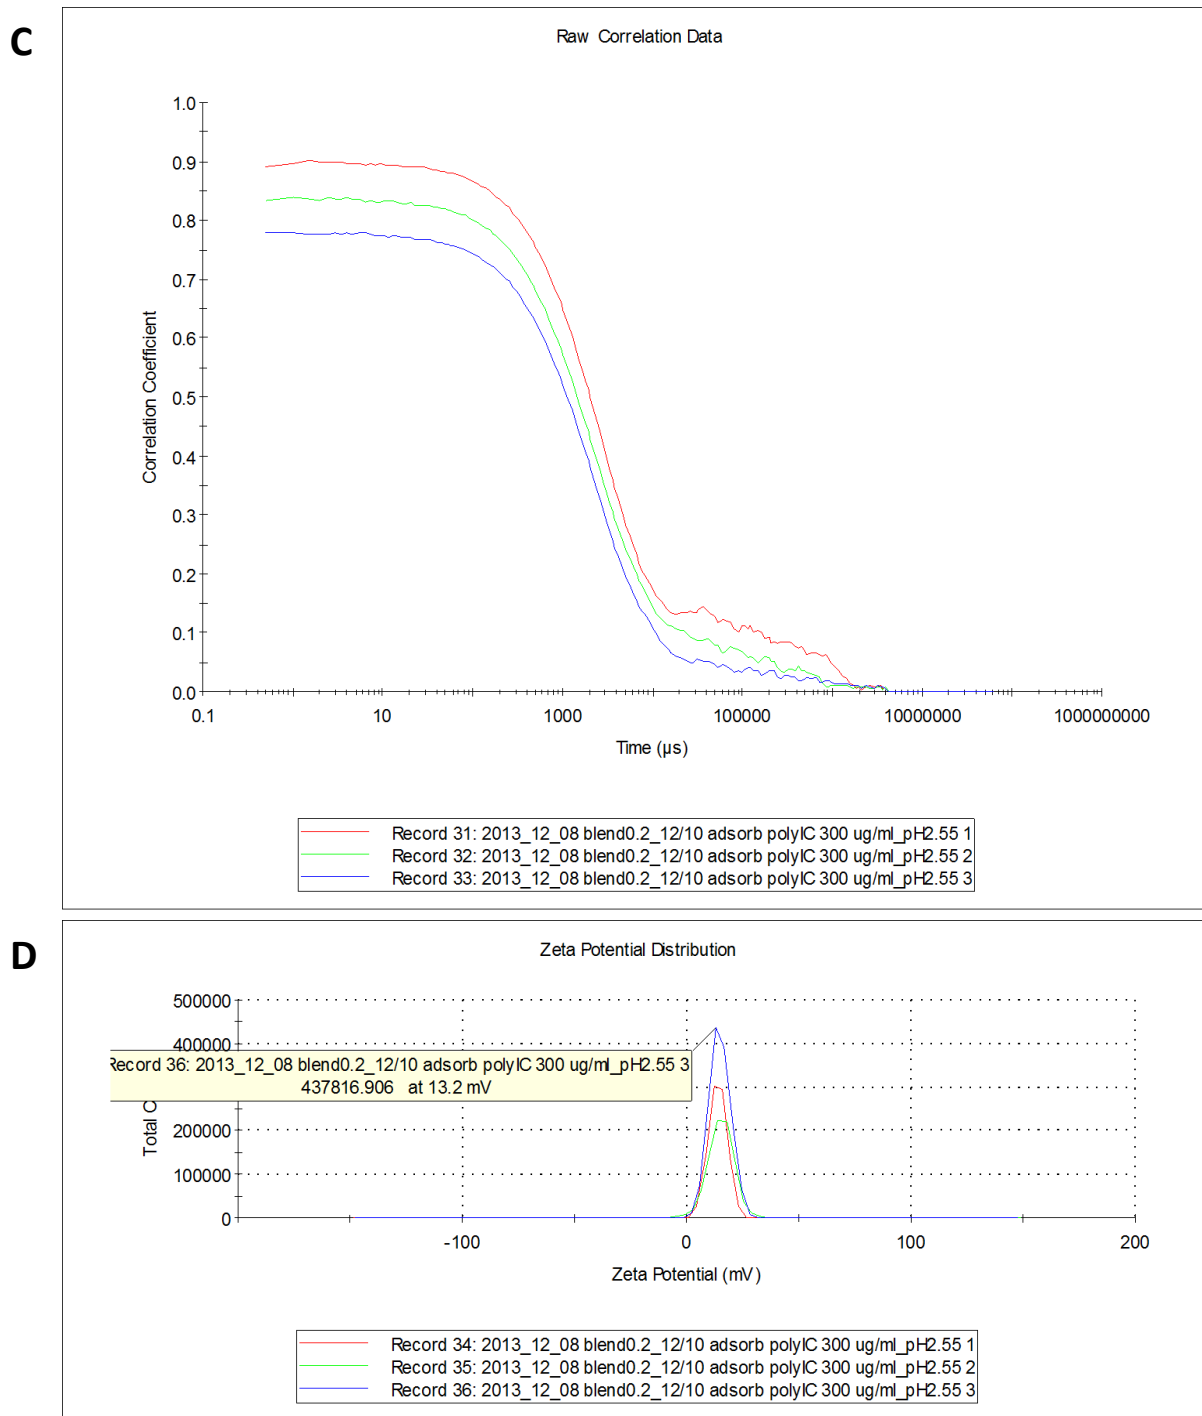 C
Raw Correlation Data
1.0
0.9
0.8
0.7
0.6
0.5
0.4
0.3
0.2
0.1
0.0
Correlation Coefficient
0.1
10
1000
100000
10000000
1000000000
Time (µs)
Record 31: 2013_12_08 blend0.2_12/10 adsorb polyIC 300 ug/ml_pH2.55 1
Record 32: 2013_12_08 blend0.2_12/10 adsorb polyIC 300 ug/ml_pH2.55 2
Record 33: 2013_12_08 blend0.2_12/10 adsorb polyIC 300 ug/ml_pH2.55 3
D
Zeta Potential Distribution
500000
400000
Record 36: 2013_12_08 blend0.2_12/10 adsorb polyIC 300 ug/ml_pH2.55 3
437816.906 at 13.2 mV
200000
100000
0
Total C
-100
0
100
200
Zeta Potential (mV)
Record 34: 2013_12_08 blend0.2_12/10 adsorb polyIC 300 ug/ml_pH2.55 1
Record 35: 2013_12_08 blend0.2_12/10 adsorb polyIC 300 ug/ml_pH2.55 2
Record 36: 2013_12_08 blend0.2_12/10 adsorb polyIC 300 ug/ml_pH2.55 3